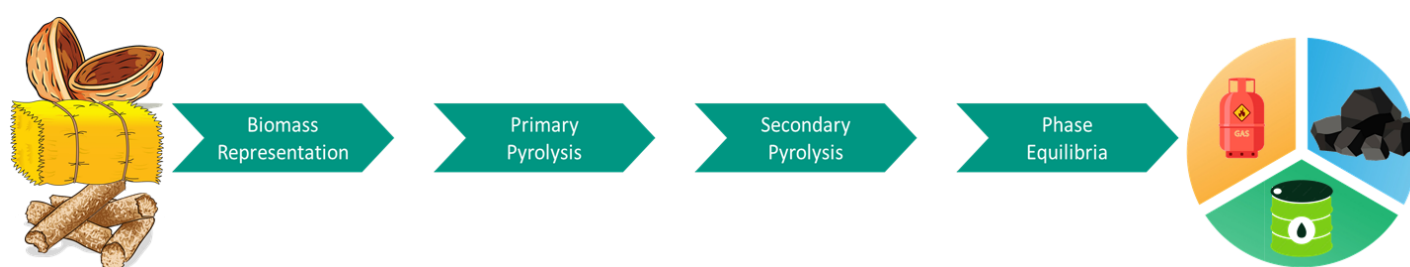 Biomass
Representation
Primary
Pyrolysis
Secondary
Pyrolysis
Phase
Equilibria
GAS